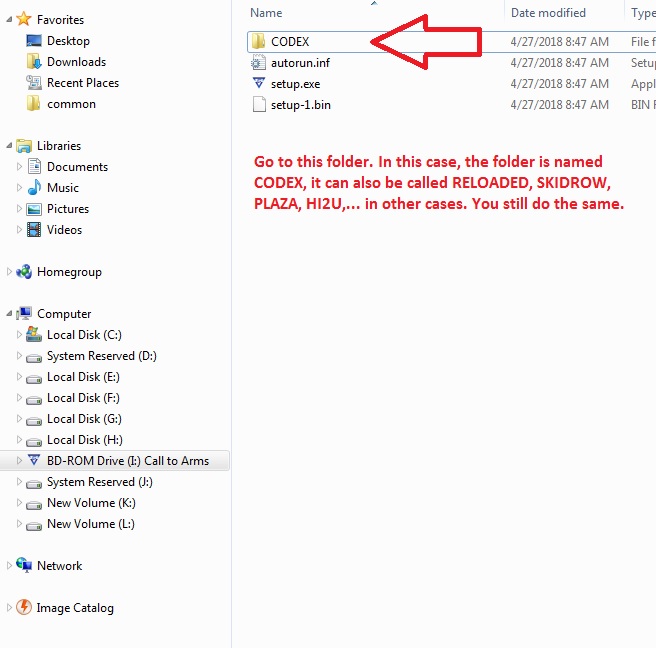 Favorites
Desktop
Downloads
Recent Places
common
Libraries
Documents
Music
Pictures
Videos
Homegroup
Computer
Local Disk (C:)
System Reserved (D:)
Local Disk (E:)
Local Disk (F:)
Local Disk (G:)
Local Disk (H:)
BD-ROM Drive (I:) Call to Arms
System Reserved (J:)
New Volume (K:)
New Volume (L:)
Network
Image Catalog
Name Date modified Type
CODEX 4/27/2018 8:47 AM File f
autorun.inf 4/27/2018 8:47 AM Setu
setup.exe 4/27/2018 8:47 AM Appl
setup-1.bin 4/27/2018 8:47 AM BIN F
Go to this folder. In this case, the folder is named
CODEX, it can also be called RELOADED, SKIDROW,
PLAZA, HI2U,... in other cases. You still do the same.